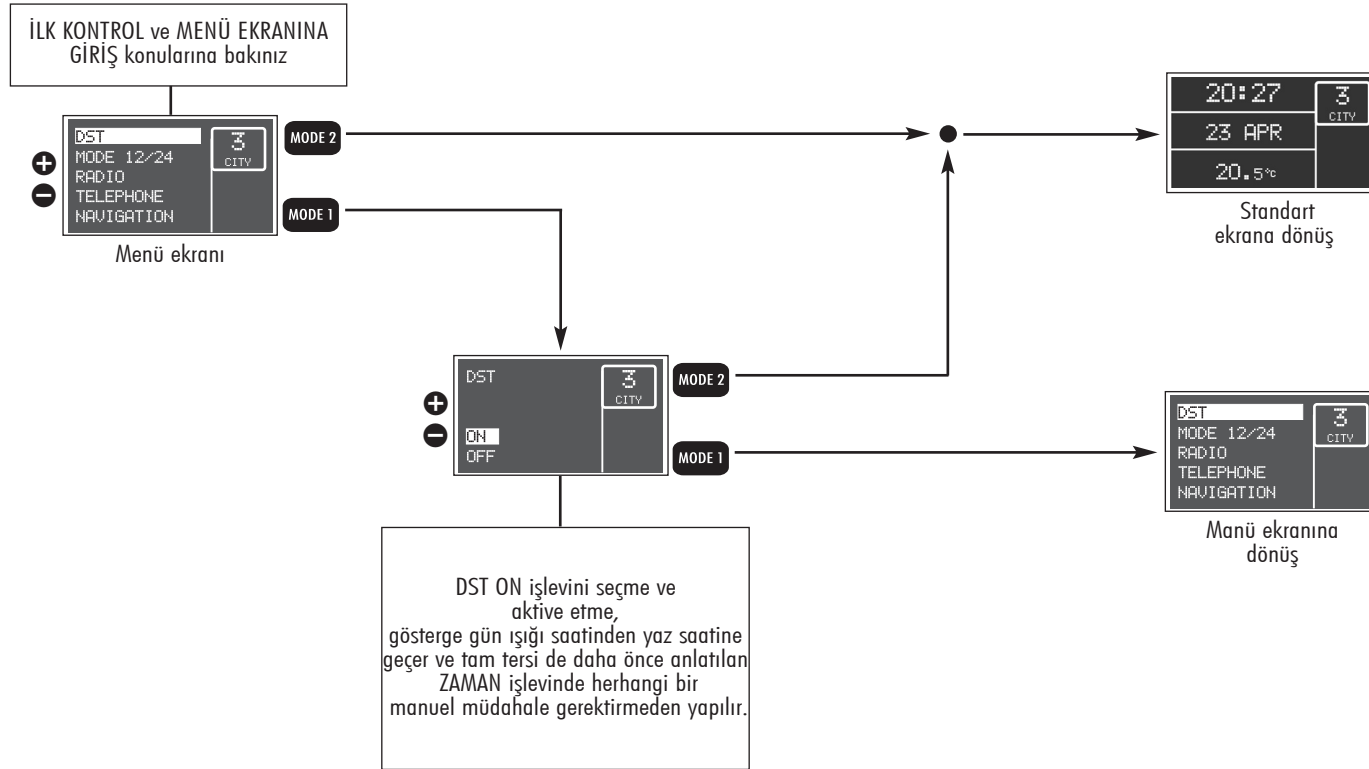 İLK KONTROL ve MENÜ EKRANINA
GİRİŞ konularına bakınız
DST
MODE 12/24
RADIO
TELEPHONE
NAVIGATION
3
CITY
MODE 2
MODE 1
Menü ekranı
20:27
23 APR
20.5°c
3
CITY
Standart
ekrana dönüş
DST
ON
OFF
3
CITY
MODE 2
MODE 1
DST
MODE 12/24
RADIO
TELEPHONE
NAVIGATION
3
CITY
Manü ekranına
dönüş
DST ON işlevini seçme ve
aktive etme,
gösterge gün ışığı saatinden yaz saatine
geçer ve tam tersi de daha önce anlatılan
ZAMAN işlevinde herhangi bir
manuel müdahale gerektirmeden yapılır.